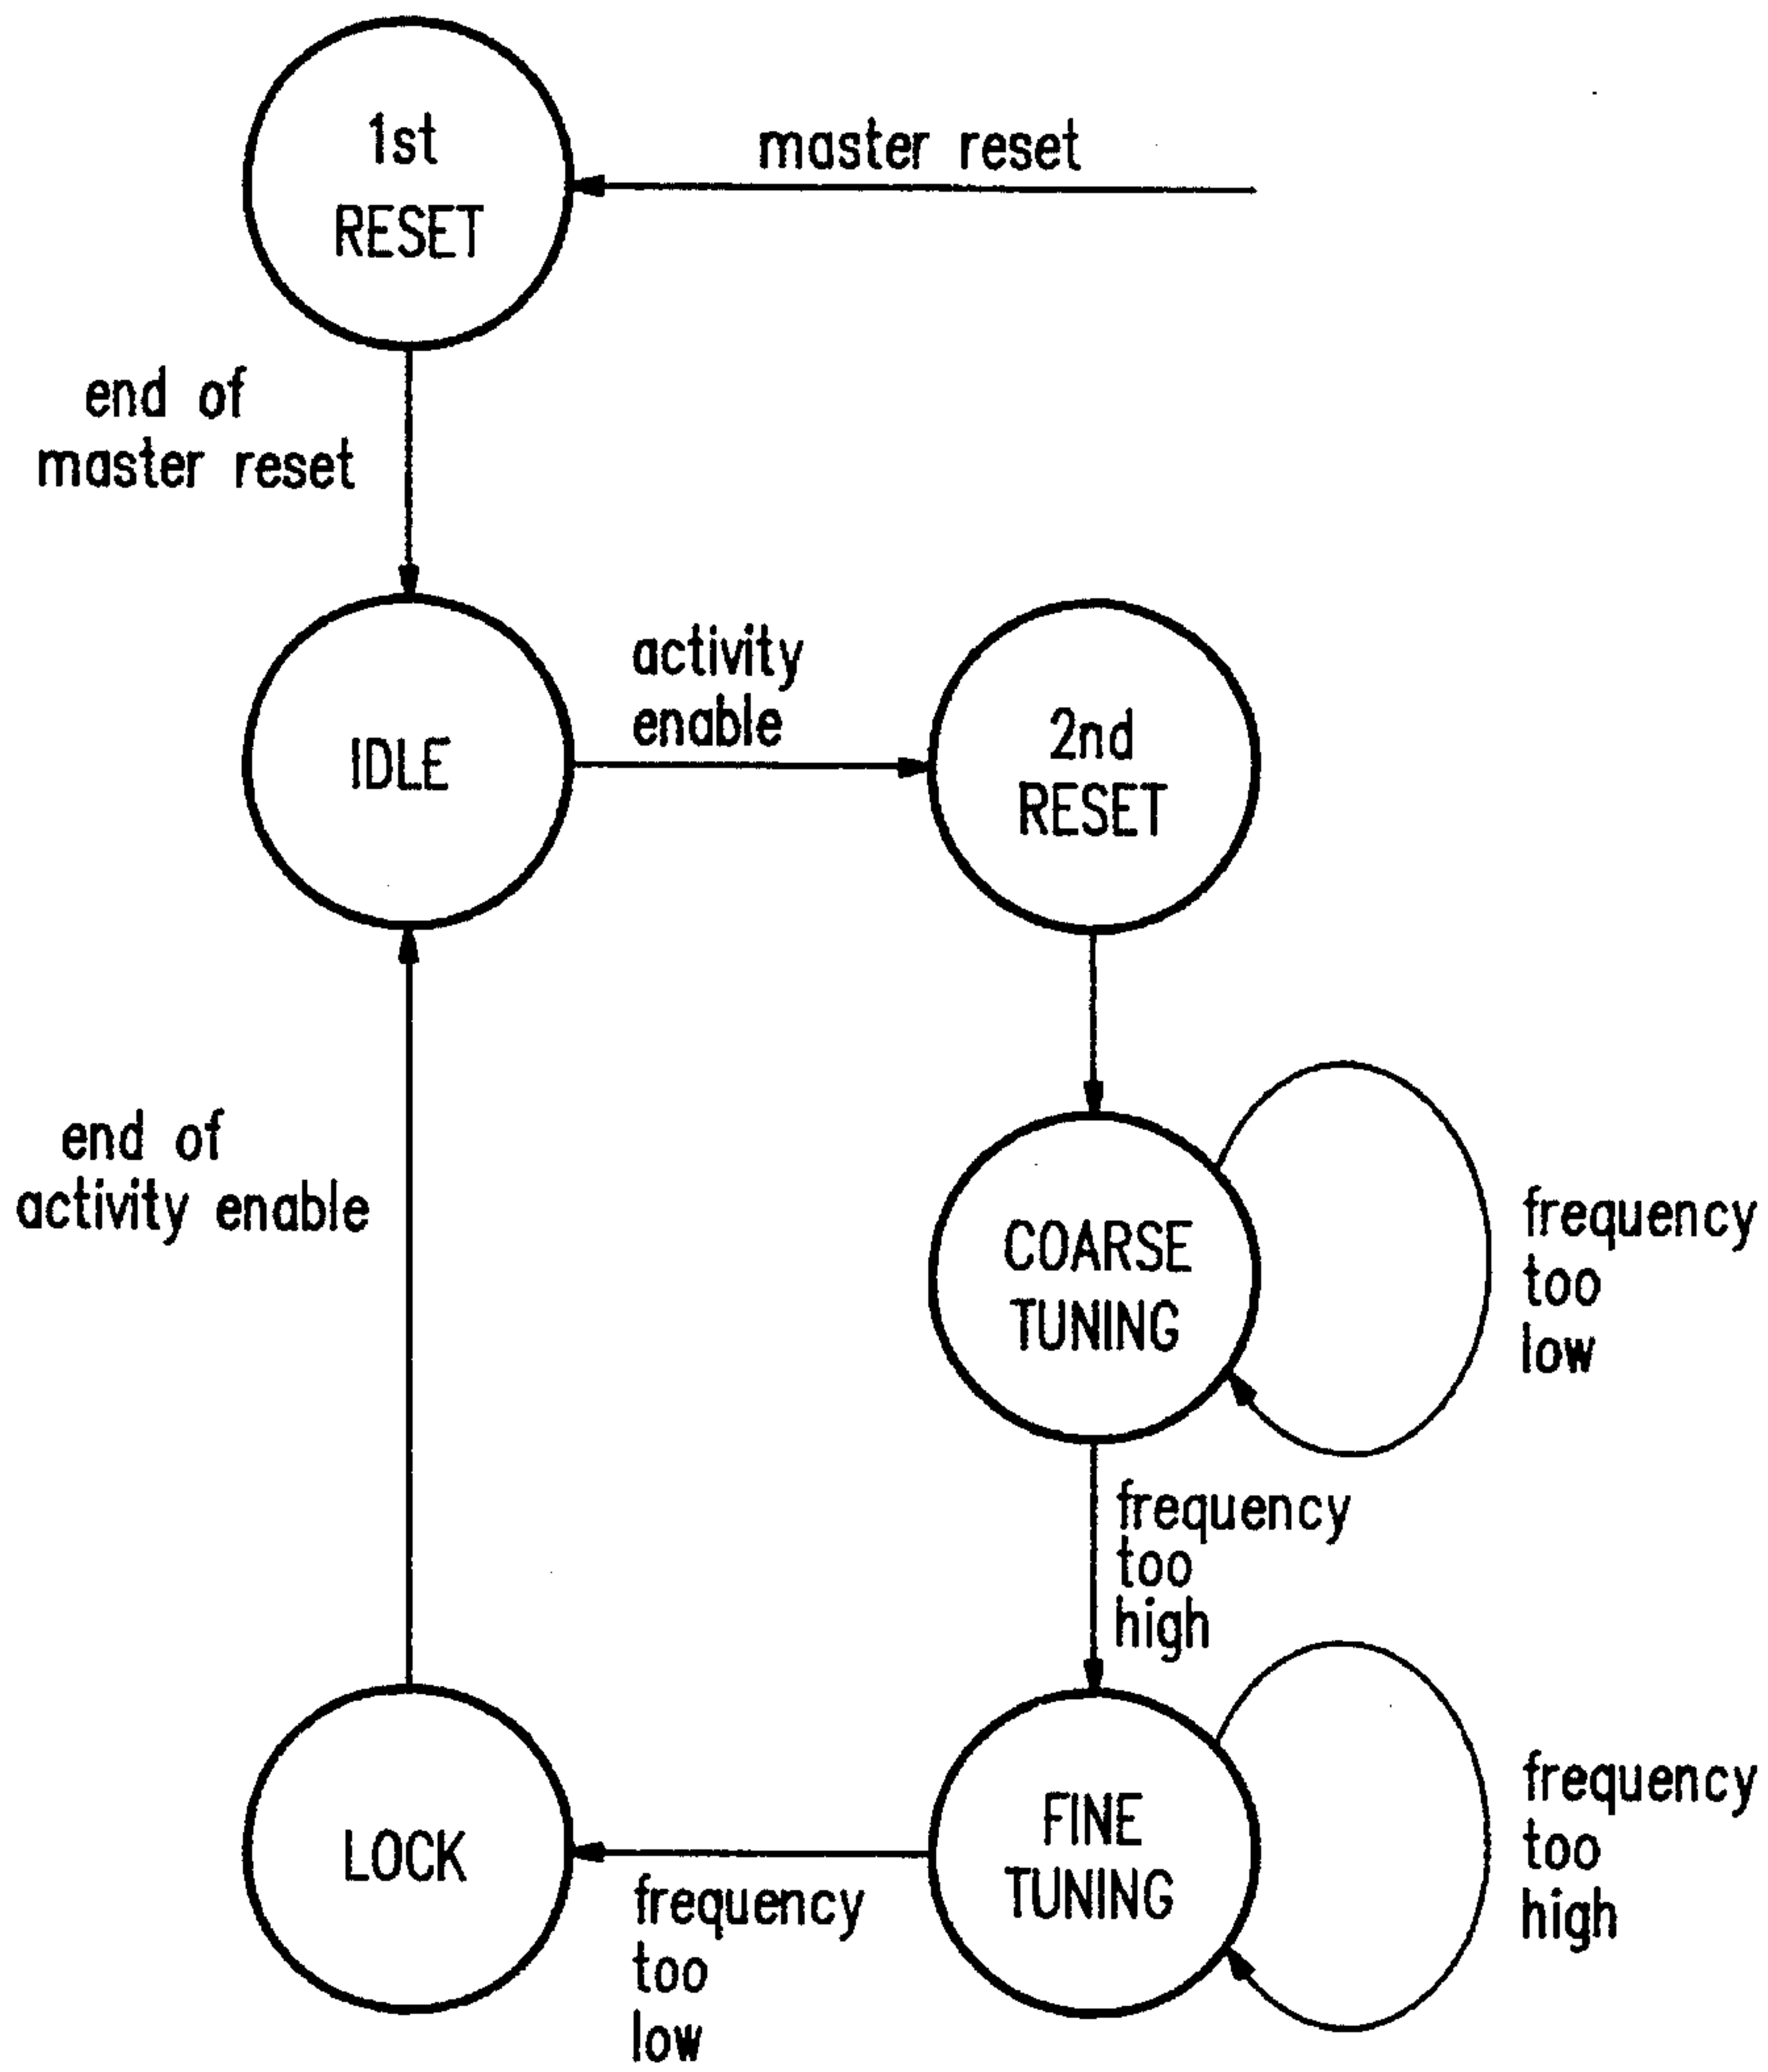 1st
RESET
master reset
end of
master reset
IDLE
activity
enable
2nd
RESET
end of
activity enable
COARSE
TUNING
frequency
too
low
frequency
too
high
LOCK
frequency
too
low
FINE
TUNING
frequency
too
high